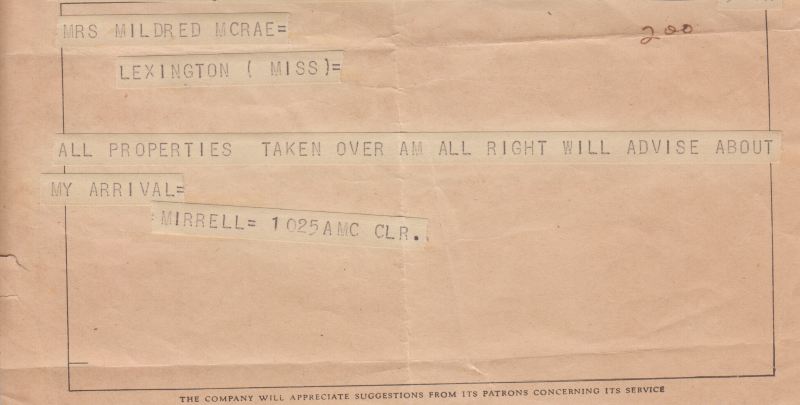 MRS MILDRED MCRAE=
200
LEXINGTON ( MISS)=
ALL PROPERTIES TAKEN OVER AM ALL RIGHT WILL ADVISE ABOUT
MY ARRIVAL=
MIRRELL= 1025AMC CLR.
THE COMPANY WILL APPRECIATE SUGGESTIONS FROM ITS PATRONS CONCERNING ITS SERVICE